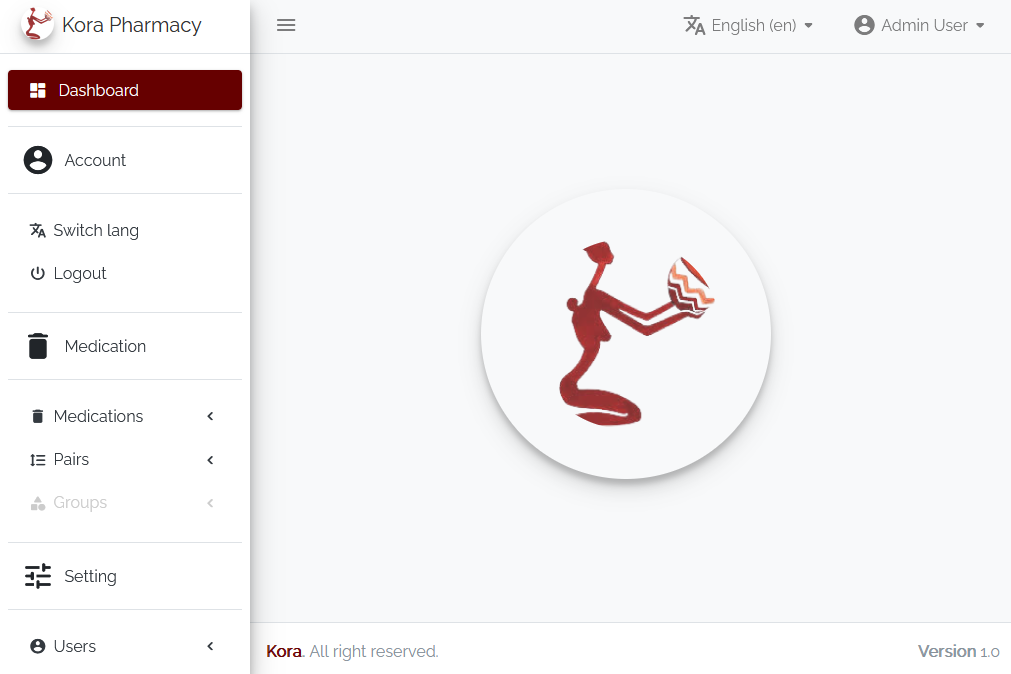 Kora Pharmacy
English (en)
Admin User
Dashboard
Account
Switch lang
Logout
Medication
Medications
Pairs
Groups
Setting
Users
Kora. All right reserved.
Version 1.0